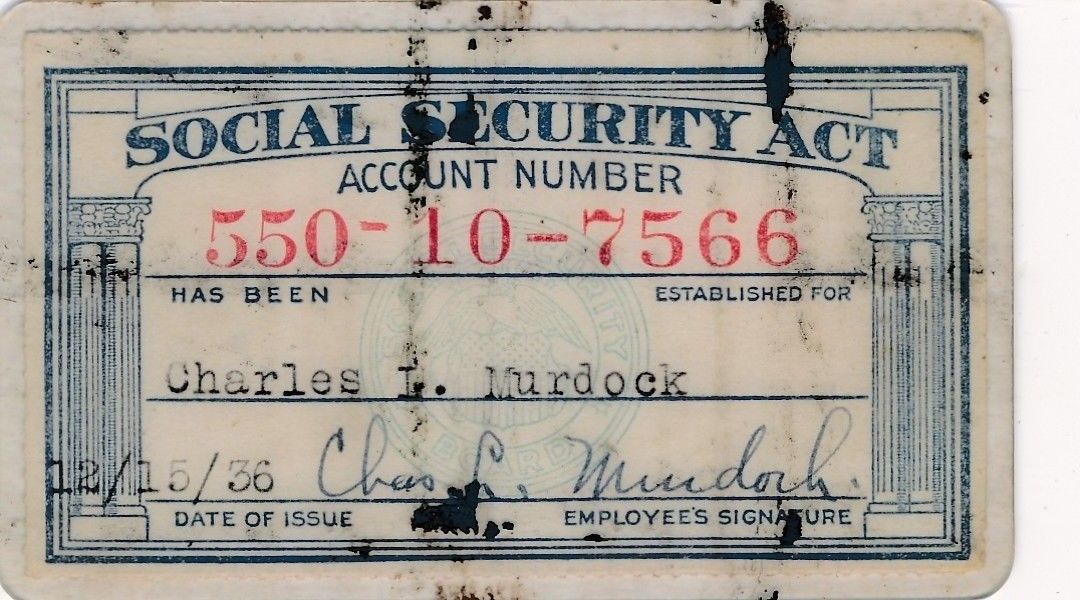 SOCIAL SECURITY ACT
ACCOUNT NUMBER
550-10-7566
HAS BEEN ESTABLISHED FOR
Charles L. Murdock
12/15/36 Chas L. Murdock.
DATE OF ISSUE EMPLOYEE'S SIGNATURE